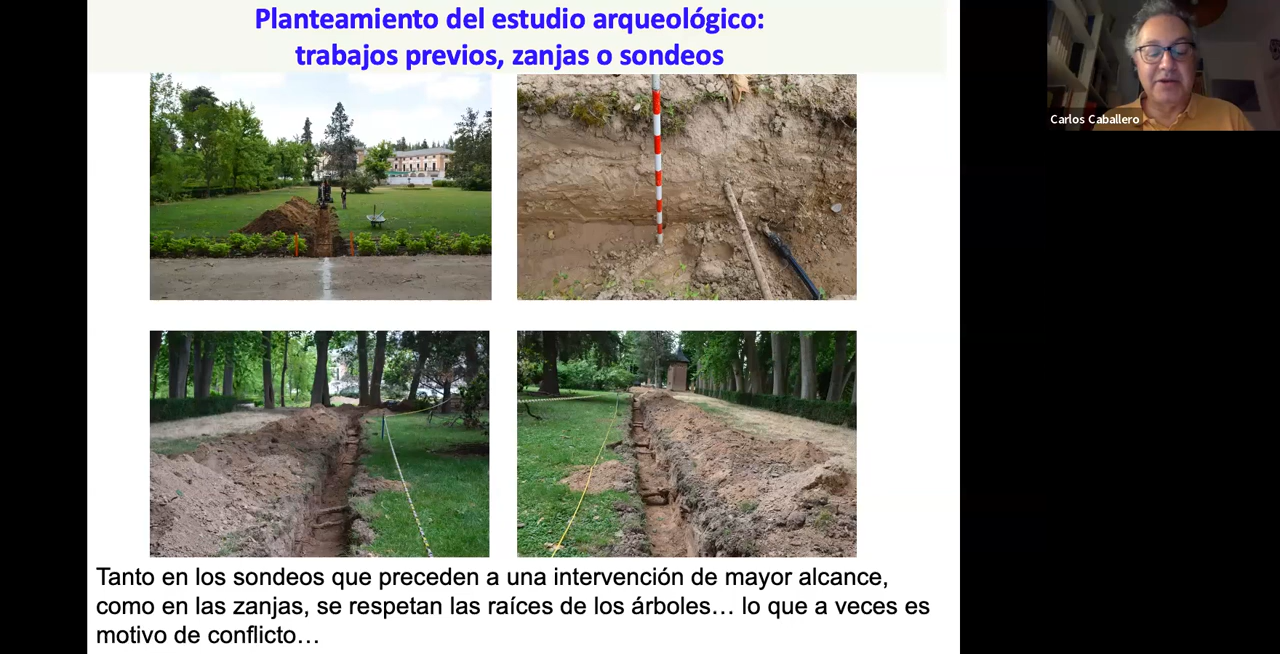 Planteamiento del estudio arqueológico:
trabajos previos, zanjas o sondeos
Carlos Caballero
Tanto en los sondeos que preceden a una intervención de mayor alcance,
como en las zanjas, se respetan las raíces de los árboles… lo que a veces es
motivo de conflicto…